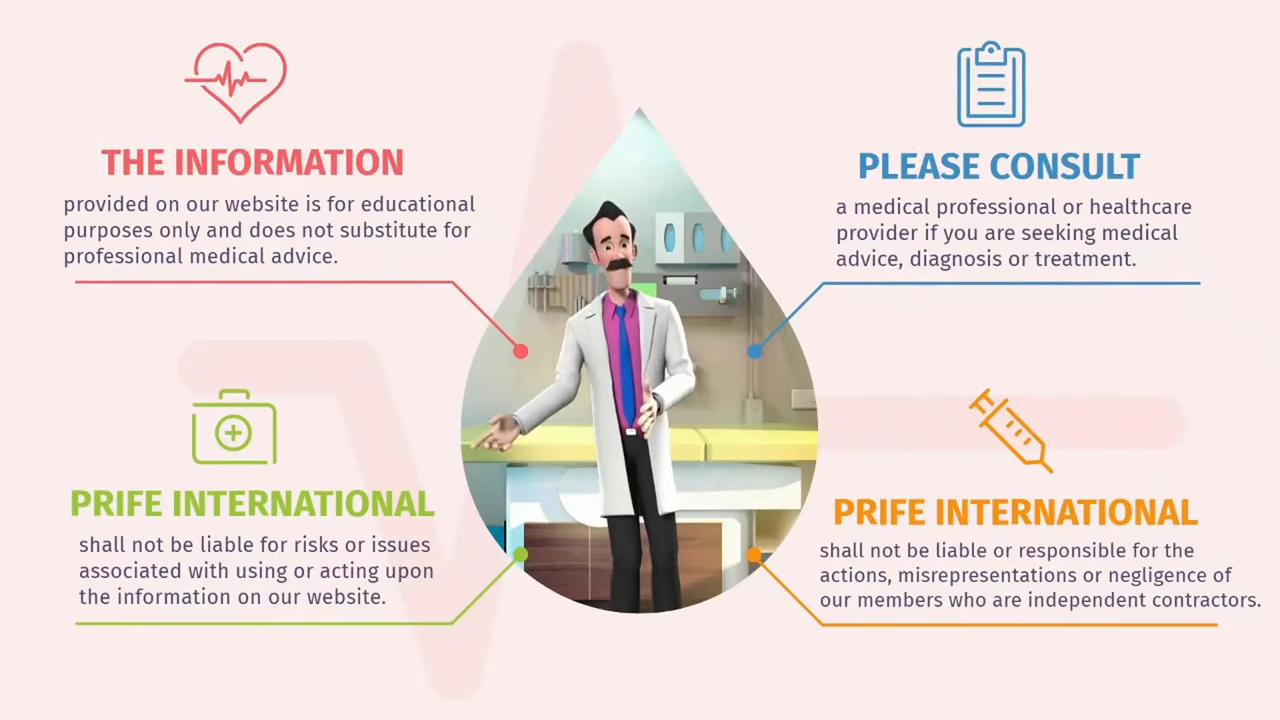 THE INFORMATION
provided on our website is for educational
purposes only and does not substitute for
professional medical advice.
PLEASE CONSULT
a medical professional or healthcare
provider if you are seeking medical
advice, diagnosis or treatment.
PRIFE INTERNATIONAL
shall not be liable for risks or issues
associated with using or acting upon
the information on our website.
PRIFE INTERNATIONAL
shall not be liable or responsible for the
actions, misrepresentations or negligence of
our members who are independent contractors.